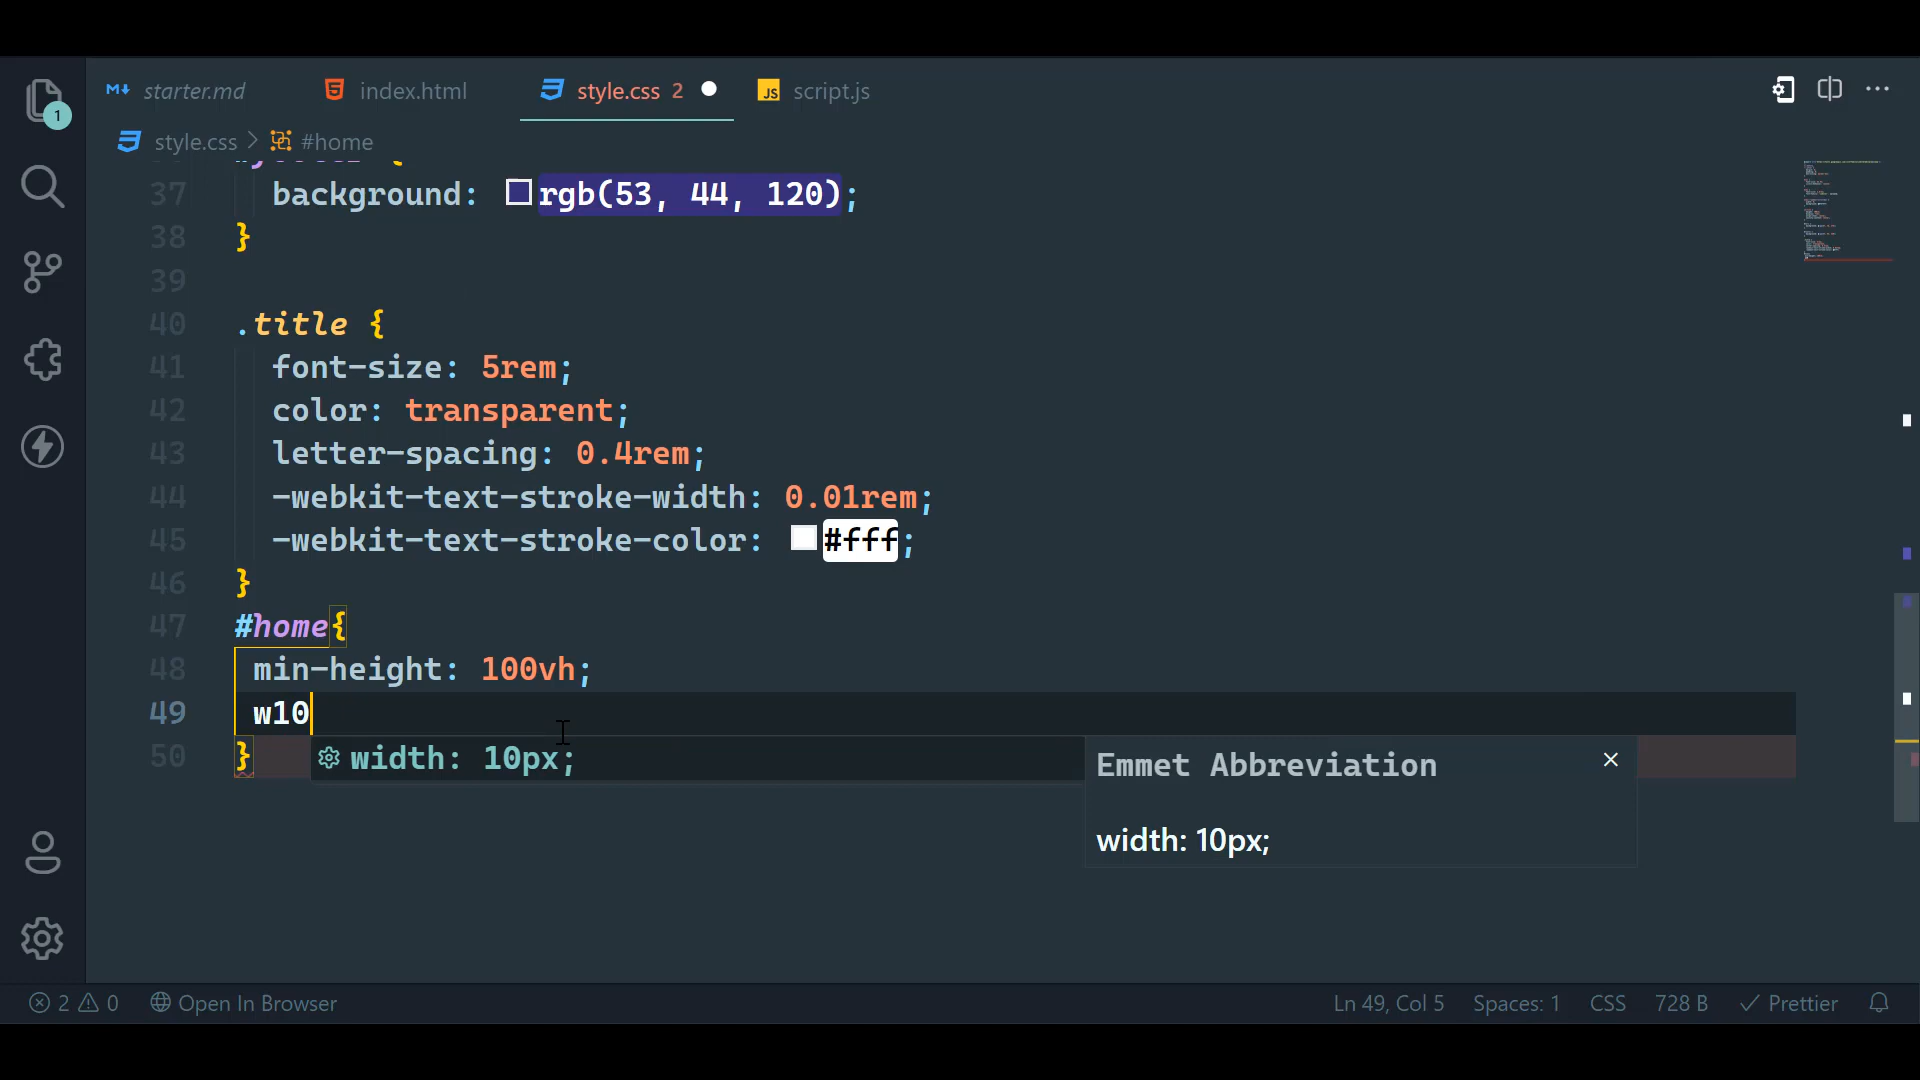 starter.md index.html style.css 2 JS script.js
style.css > #home
1
37 background: rgb(53, 44, 120);
38 }
39
40 .title {
41 font-size: 5rem;
42 color: transparent;
43 letter-spacing: 0.4rem;
44 -webkit-text-stroke-width: 0.01rem;
45 -webkit-text-stroke-color: #fff;
46 }
47 #home{
48 min-height: 100vh;
49 w10
50 }
width: 10px;
Emmet Abbreviation
width: 10px;
2 0 Open In Browser Ln 49, Col 5 Spaces: 1 CSS 728 B Prettier